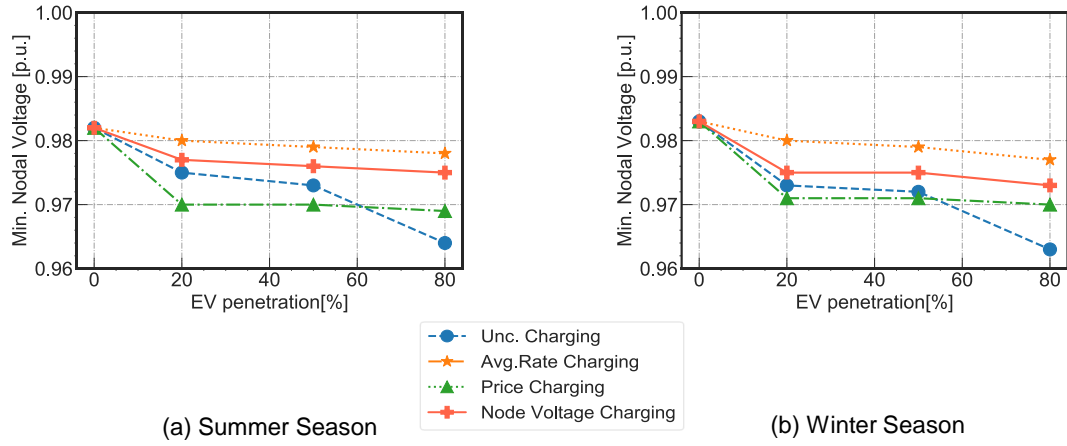 1.00
0.99
0.98
0.97
0.96
Min. Nodal Voltage [p.u.]
0 20 40 60 80
EV penetration[%]
1.00
0.99
0.98
0.97
0.96
Min. Nodal Voltage [p.u.]
0 20 40 60 80
EV penetration[%]
Unc. Charging
Avg.Rate Charging
Price Charging
Node Voltage Charging
(a) Summer Season
(b) Winter Season